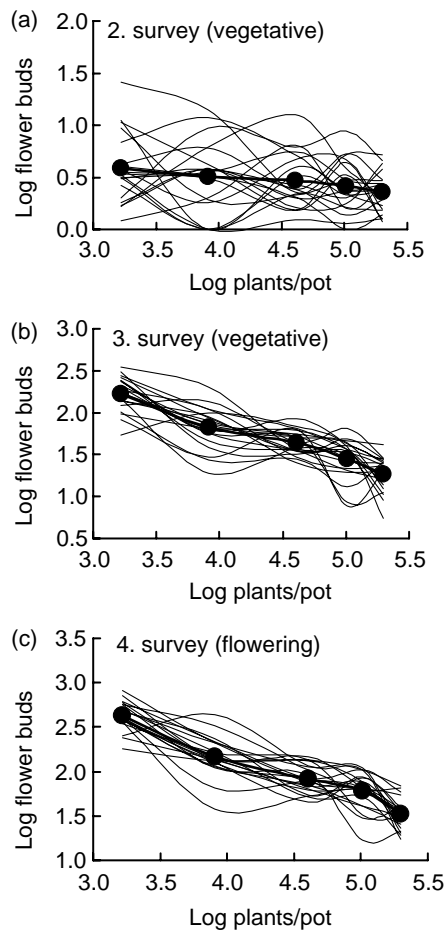 (a)
2. survey (vegetative)
Log flower buds
2.0
1.5
1.0
0.5
0.0
3.0 3.5 4.0 4.5 5.0 5.5
Log plants/pot
(b)
3. survey (vegetative)
Log flower buds
3.0
2.5
2.0
1.5
1.0
0.5
3.0 3.5 4.0 4.5 5.0 5.5
Log plants/pot
(c)
4. survey (flowering)
Log flower buds
3.5
3.0
2.5
2.0
1.5
1.0
3.0 3.5 4.0 4.5 5.0 5.5
Log plants/pot